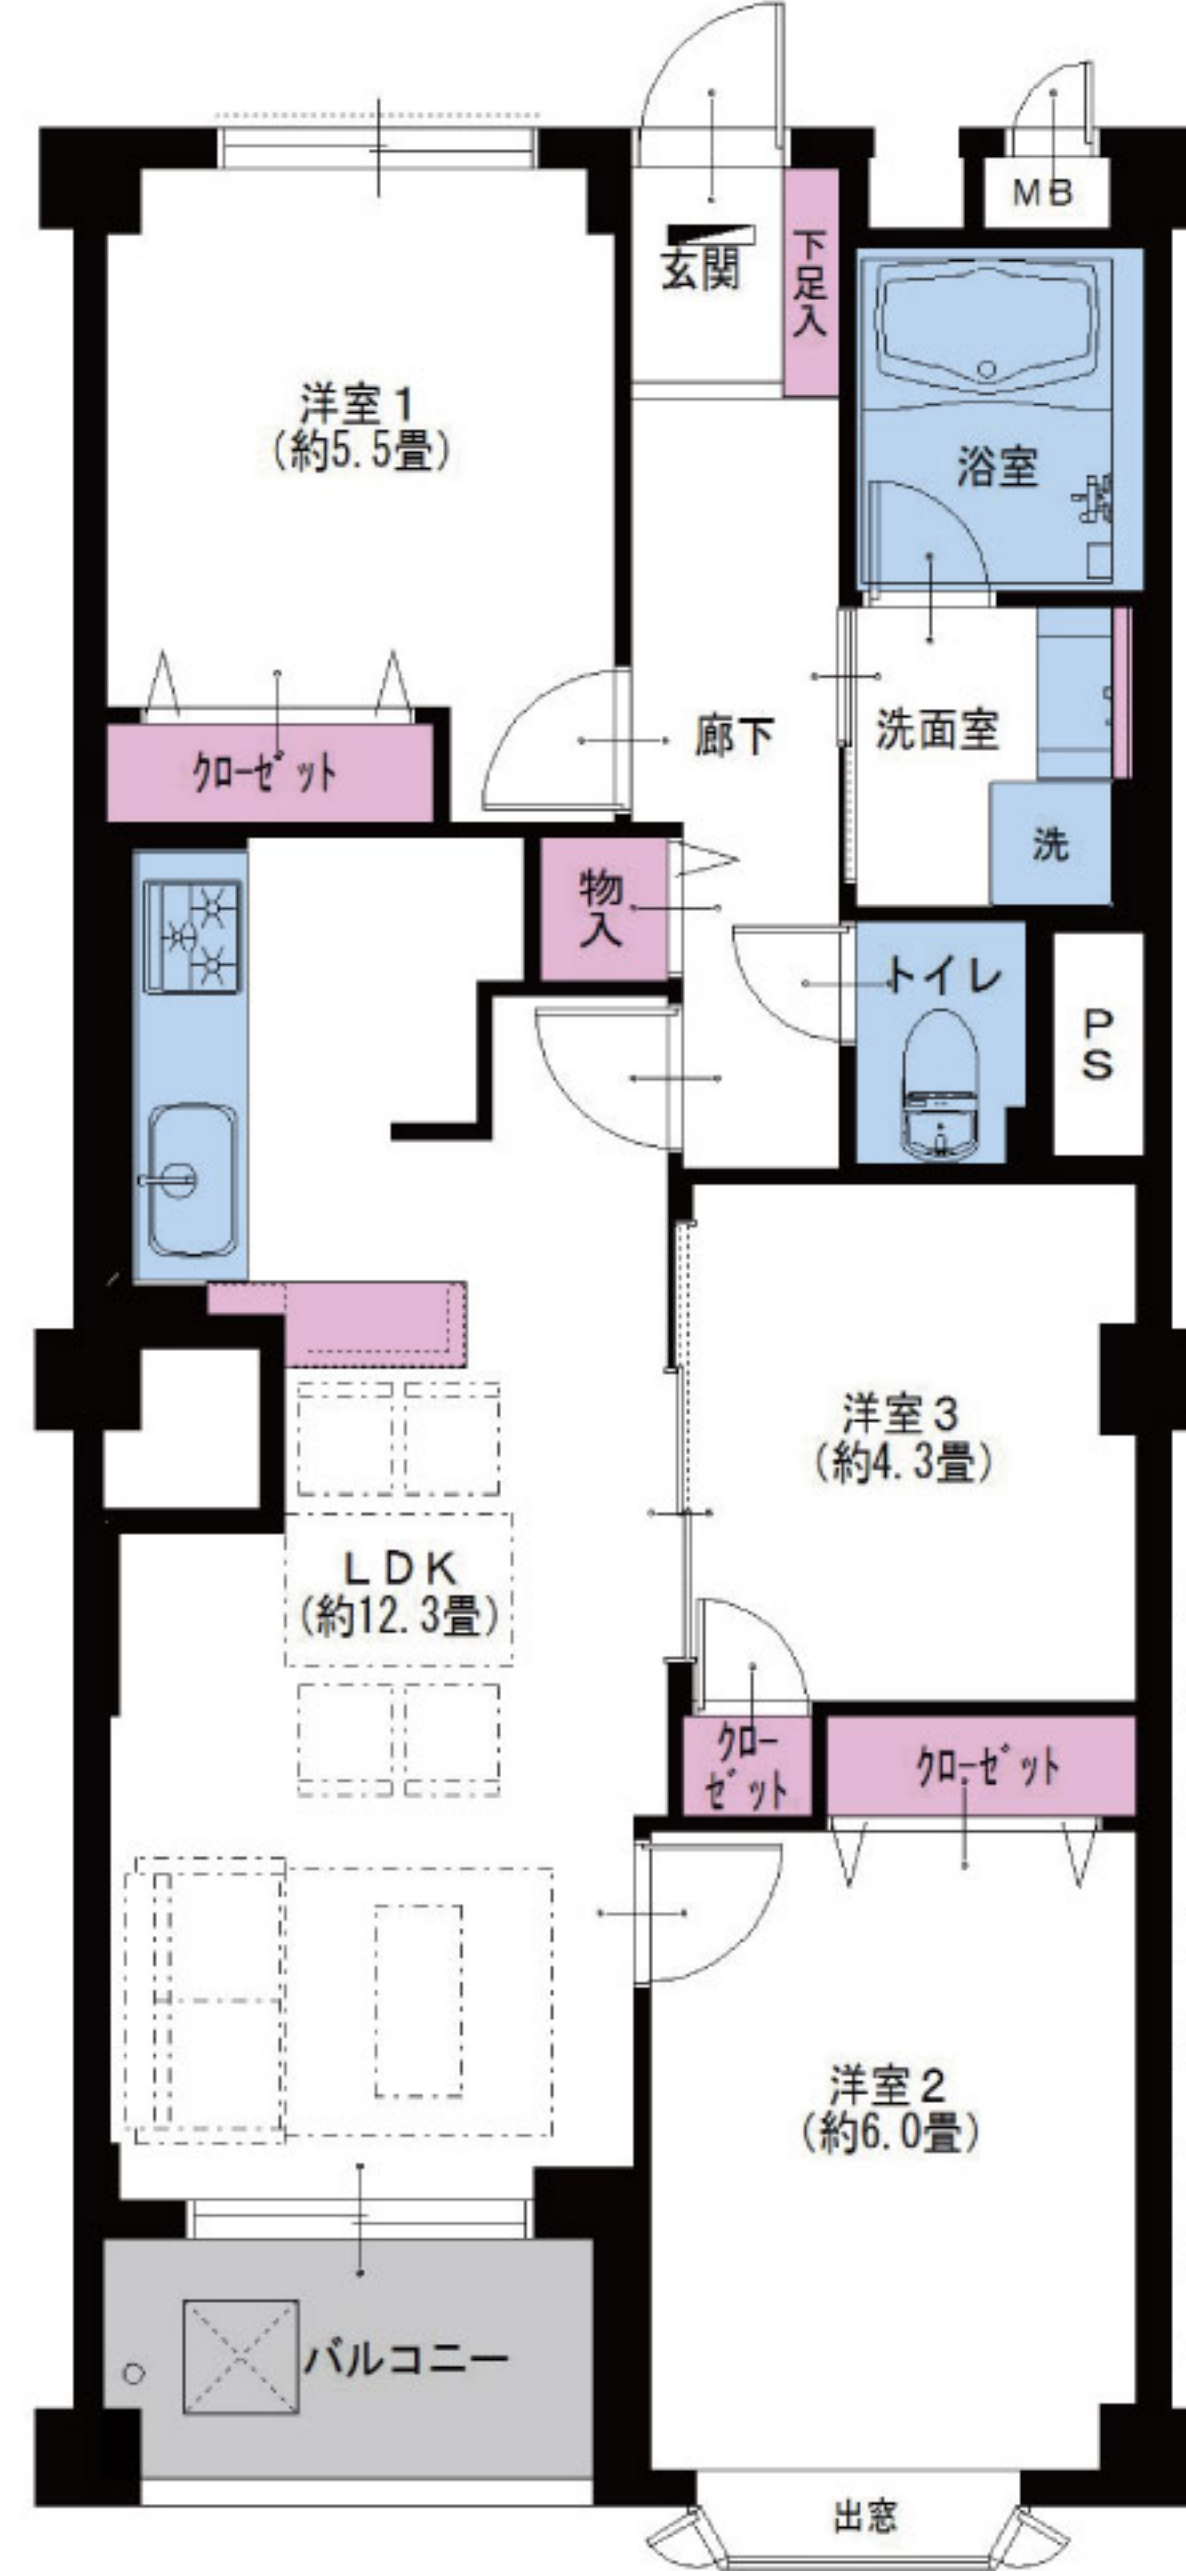 MB
玄関
下足入
洋室1
(約5.5畳)
浴室
クローゼット
廊下
洗面室
洗
物入
トイレ
PS
洋室3
(約4.3畳)
LDK
(約12.3畳)
クロー
ゼット
クローゼット
洋室2
(約6.0畳)
バルコニー
出窓